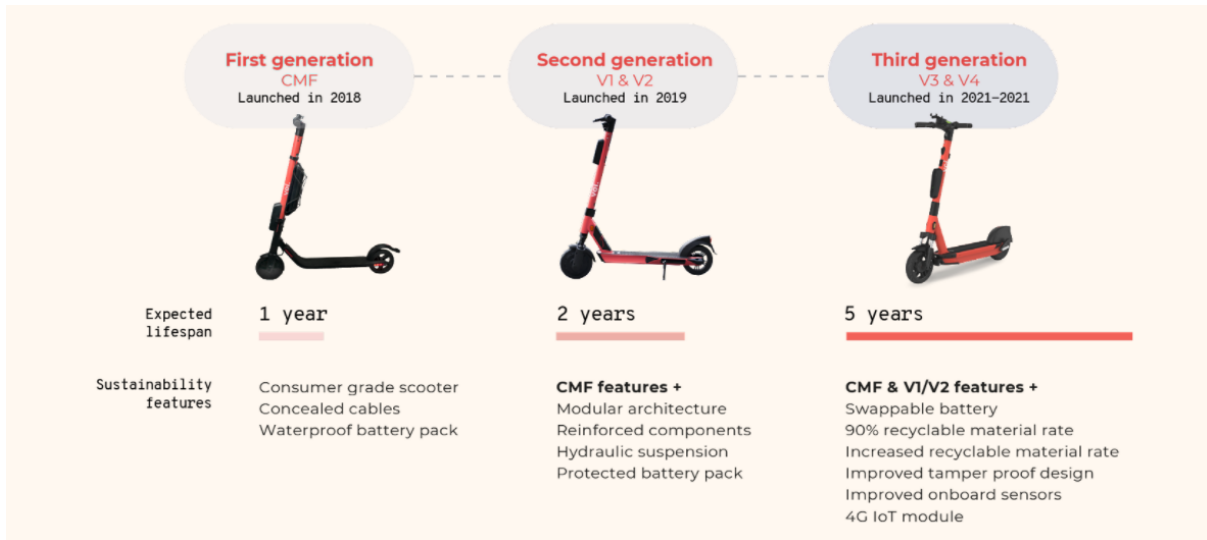 First generation
CMF
Launched in 2018
Second generation
V1 & V2
Launched in 2019
Third generation
V3 & V4
Launched in 2021-2021
Expected
lifespan
1 year
2 years
5 years
Sustainability
features
Consumer grade scooter
Concealed cables
Waterproof battery pack
CMF features +
Modular architecture
Reinforced components
Hydraulic suspension
Protected battery pack
CMF & V1/V2 features +
Swappable battery
90% recyclable material rate
Increased recyclable material rate
Improved tamper proof design
Improved onboard sensors
4G IoT module